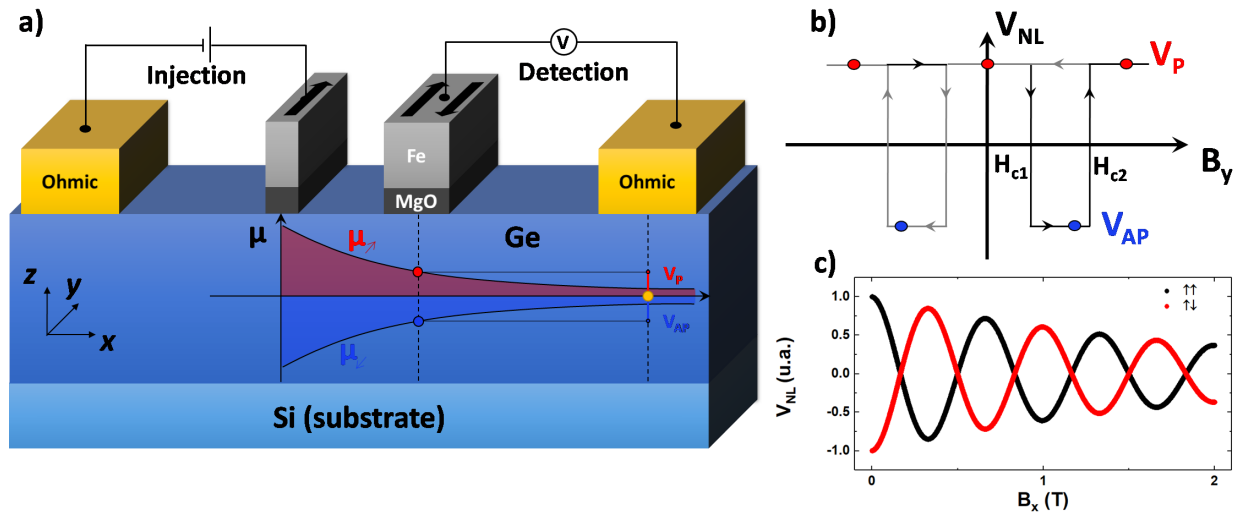 a)
Injection
V
Detection
Ohmic
Fe
MgO
Ohmic
μ
μ↗
Ge
V_P
V_AP
z
y
x
μ↙
Si (substrate)
b)
V_NL
V_P
H_c1
H_c2
B_y
V_AP
c)
↑↑
↑↓
1.0
0.5
0.0
-0.5
-1.0
V_NL (u.a.)
0
1
2
B_x (T)